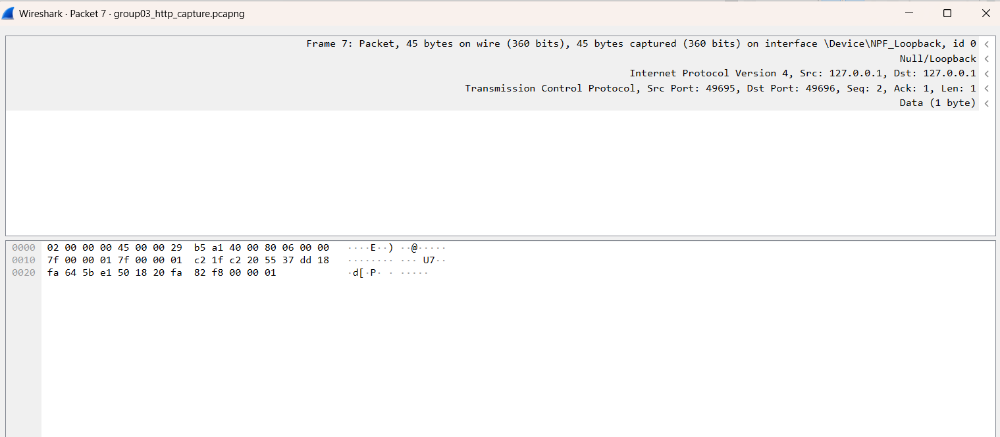 Wireshark · Packet 7 · group03_http_capture.pcapng
Frame 7: Packet, 45 bytes on wire (360 bits), 45 bytes captured (360 bits) on interface \Device\NPF_Loopback, id 0
Null/Loopback
Internet Protocol Version 4, Src: 127.0.0.1, Dst: 127.0.0.1
Transmission Control Protocol, Src Port: 49695, Dst Port: 49696, Seq: 2, Ack: 1, Len: 1
Data (1 byte)
0000 02 00 00 00 45 00 00 29 b5 a1 40 00 80 06 00 00 ····E··) ··@·····
0010 7f 00 00 01 7f 00 00 01 c2 1f c2 20 55 37 dd 18 ········ ··· U7··
0020 fa 64 5b e1 50 18 20 fa 82 f8 00 00 01 ·d[·P· · ·····